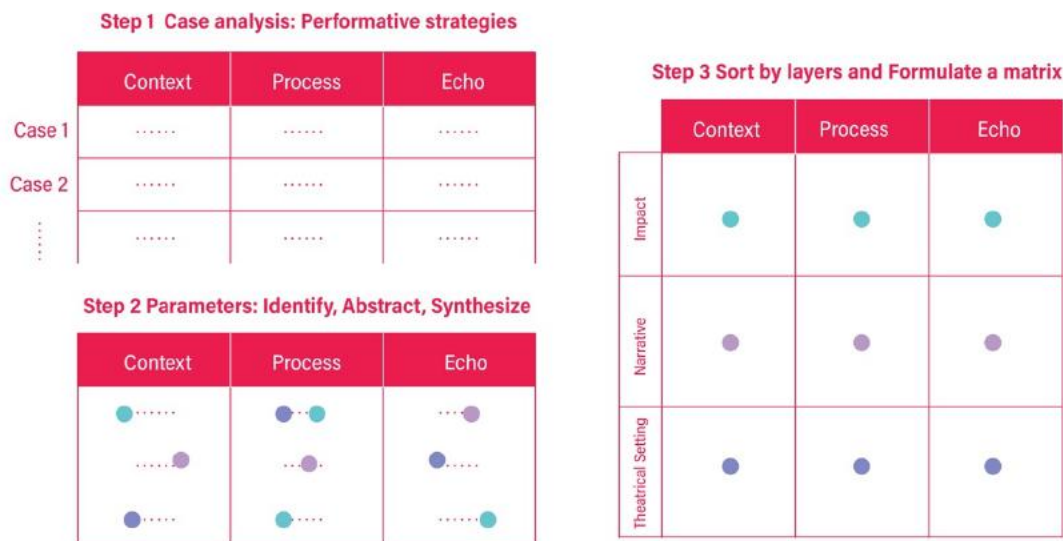 Step 1 Case analysis: Performative strategies
Context Process Echo
Case 1 ...... ...... ......
Case 2 ...... ...... ......
...... ...... ...... ......
Step 2 Parameters: Identify, Abstract, Synthesize
Context Process Echo
Step 3 Sort by layers and Formulate a matrix
Context Process Echo
Impact
Narrative
Theatrical Setting